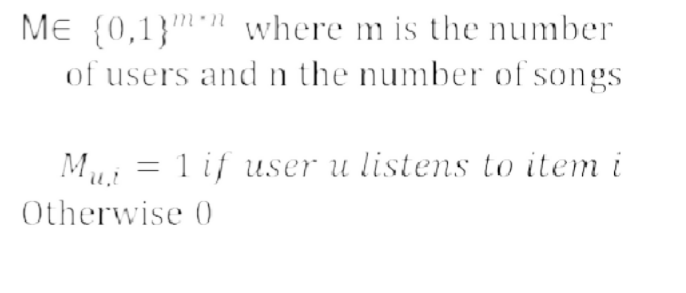 M∈ {0,1}ᵐ˙ⁿ where m is the number
of users and n the number of songs
Mᵤ,ᵢ = 1 if user u listens to item i
Otherwise 0